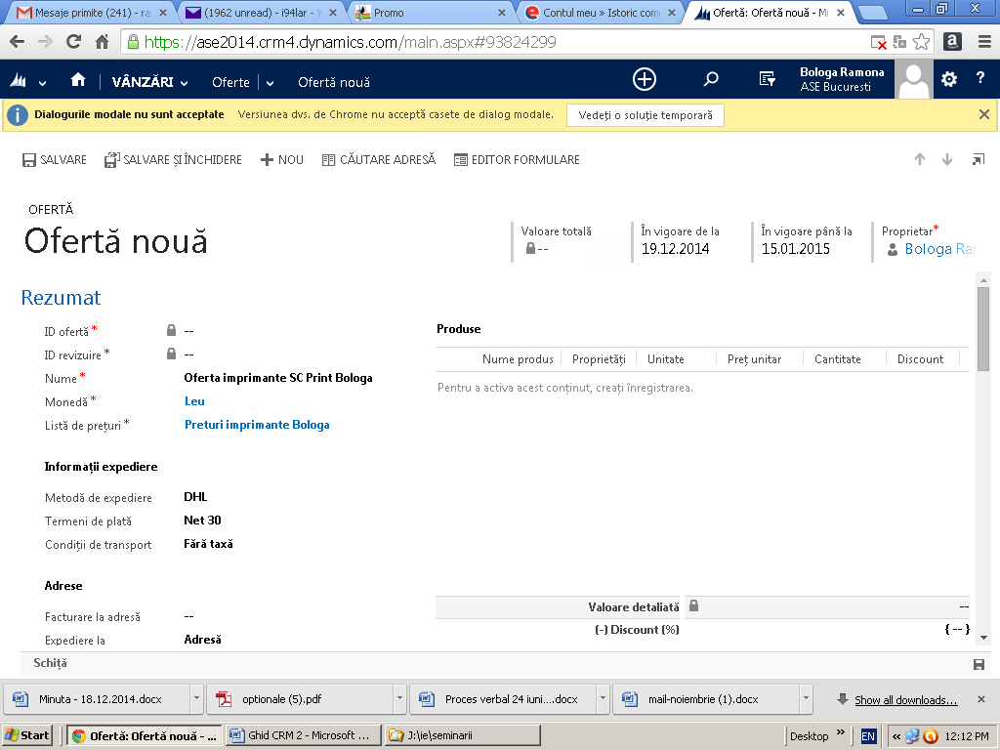 Mesaje primite (241) - ra
(1962 unread) - i94lar - Y
Promo
Contul meu » Istoric com
Ofertă: Ofertă nouă - Mi
https://ase2014.crm4.dynamics.com/main.aspx#93824299
VÂNZĂRI
Oferte
Ofertă nouă
Bologa Ramona
ASE Bucuresti
?
Dialogurile modale nu sunt acceptate
Versiunea dvs. de Chrome nu acceptă casete de dialog modale.
Vedeți o soluție temporară
SALVARE
SALVARE ȘI ÎNCHIDERE
NOU
CĂUTARE ADRESĂ
EDITOR FORMULARE
OFERTĂ
Ofertă nouă
Valoare totală
--
În vigoare de la
19.12.2014
În vigoare până la
15.01.2015
Proprietar*
Bologa Rar
Rezumat
ID ofertă* --
ID revizuire* --
Nume* Oferta imprimante SC Print Bologa
Monedă* Leu
Listă de prețuri* Preturi imprimante Bologa
Informații expediere
Metodă de expediere DHL
Termeni de plată Net 30
Condiții de transport Fără taxă
Adrese
Facturare la adresă --
Expediere la Adresă
Produse
Nume produs Proprietăți Unitate Preț unitar Cantitate Discount
Pentru a activa acest conținut, creați înregistrarea.
Valoare detaliată --
(-) Discount (%) { -- }
Schiță
Minuta - 18.12.2014.docx
optionale (5).pdf
Proces verbal 24 iuni....docx
mail-noiembrie (1).docx
Show all downloads...
Start
Ofertă: Ofertă nouă - ...
Ghid CRM 2 - Microsoft ...
J:\ie\seminarii
Desktop »
EN
«
12:12 PM